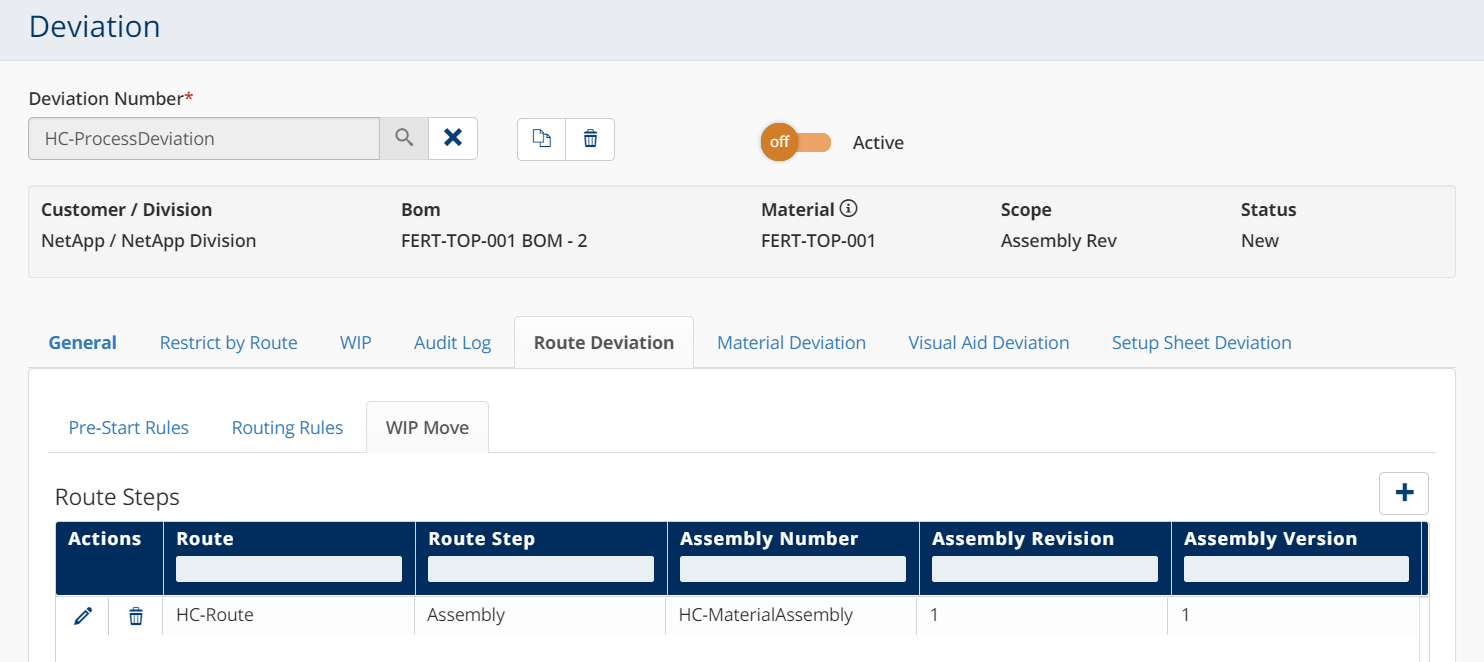 Deviation
Deviation Number*
HC-ProcessDeviation
off
Active
Customer / Division
Bom
Material
Scope
Status
NetApp / NetApp Division
FERT-TOP-001 BOM - 2
FERT-TOP-001
Assembly Rev
New
General
Restrict by Route
WIP
Audit Log
Route Deviation
Material Deviation
Visual Aid Deviation
Setup Sheet Deviation
Pre-Start Rules
Routing Rules
WIP Move
Route Steps
Actions
Route
Route Step
Assembly Number
Assembly Revision
Assembly Version
HC-Route
Assembly
HC-MaterialAssembly
1
1